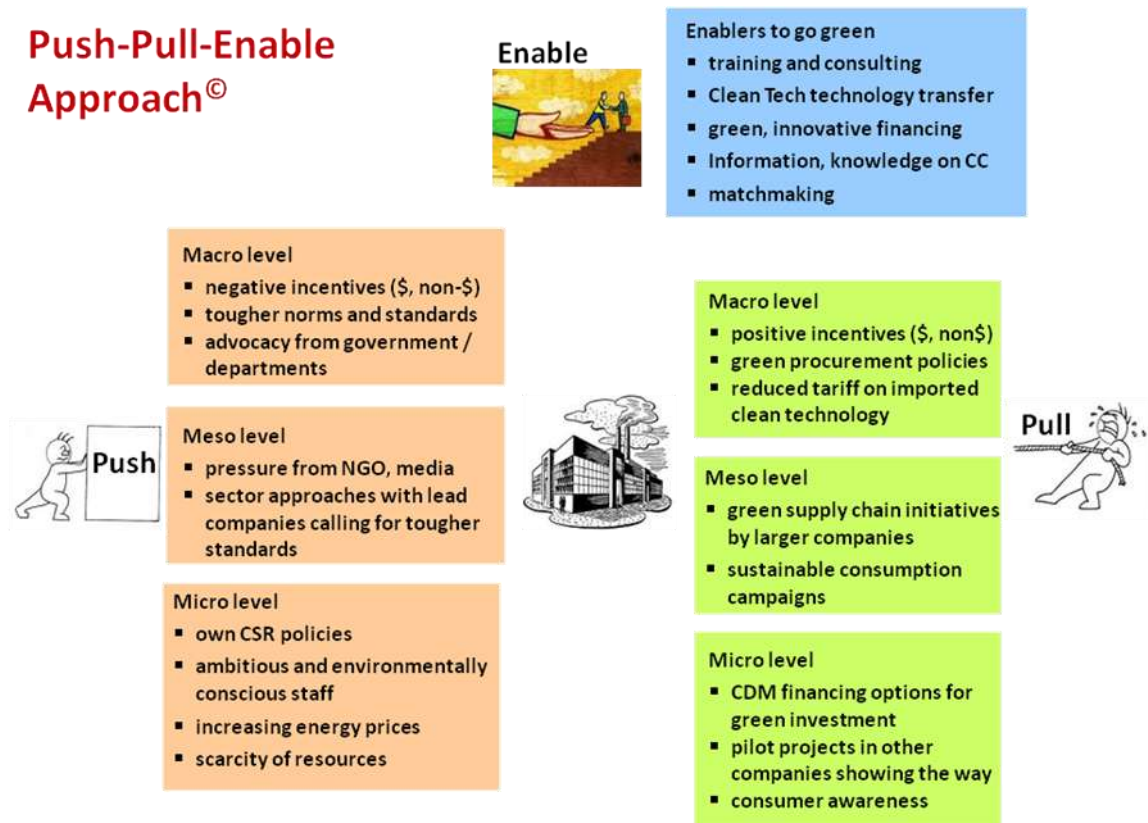 Push-Pull-Enable
Approach©
Enable
Enablers to go green
▪ training and consulting
▪ Clean Tech technology transfer
▪ green, innovative financing
▪ Information, knowledge on CC
▪ matchmaking
Push
Macro level
▪ negative incentives ($, non-$)
▪ tougher norms and standards
▪ advocacy from government /
departments
Meso level
▪ pressure from NGO, media
▪ sector approaches with lead
companies calling for tougher
standards
Micro level
▪ own CSR policies
▪ ambitious and environmentally
conscious staff
▪ increasing energy prices
▪ scarcity of resources
Pull
Macro level
▪ positive incentives ($, non$)
▪ green procurement policies
▪ reduced tariff on imported
clean technology
Meso level
▪ green supply chain initiatives
by larger companies
▪ sustainable consumption
campaigns
Micro level
▪ CDM financing options for
green investment
▪ pilot projects in other
companies showing the way
▪ consumer awareness